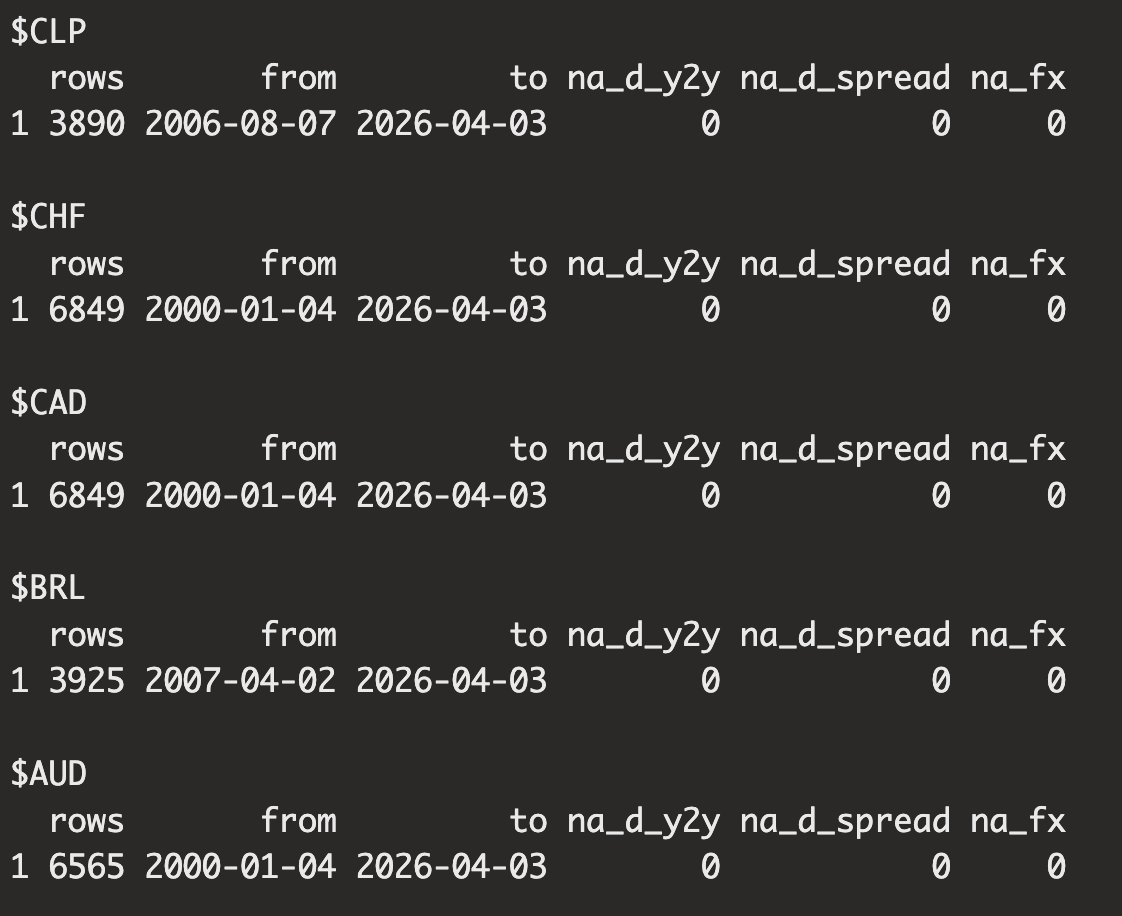 $CLP
  rows       from         to na_d_y2y na_d_spread na_fx
1 3890 2006-08-07 2026-04-03        0           0     0

$CHF
  rows       from         to na_d_y2y na_d_spread na_fx
1 6849 2000-01-04 2026-04-03        0           0     0

$CAD
  rows       from         to na_d_y2y na_d_spread na_fx
1 6849 2000-01-04 2026-04-03        0           0     0

$BRL
  rows       from         to na_d_y2y na_d_spread na_fx
1 3925 2007-04-02 2026-04-03        0           0     0

$AUD
  rows       from         to na_d_y2y na_d_spread na_fx
1 6565 2000-01-04 2026-04-03        0           0     0